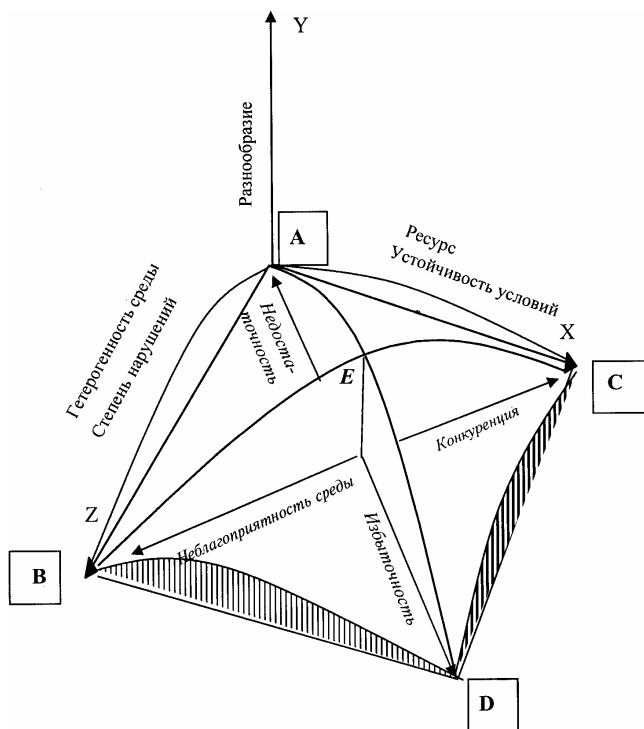 Y
Разнообразие
A
Ресурс
Устойчивость условий
Гетерогенность среды
Степень нарушений
Недоста-
точность
X
E
C
Конкуренция
Z
Неблагоприятность среды
Избыточность
B
D